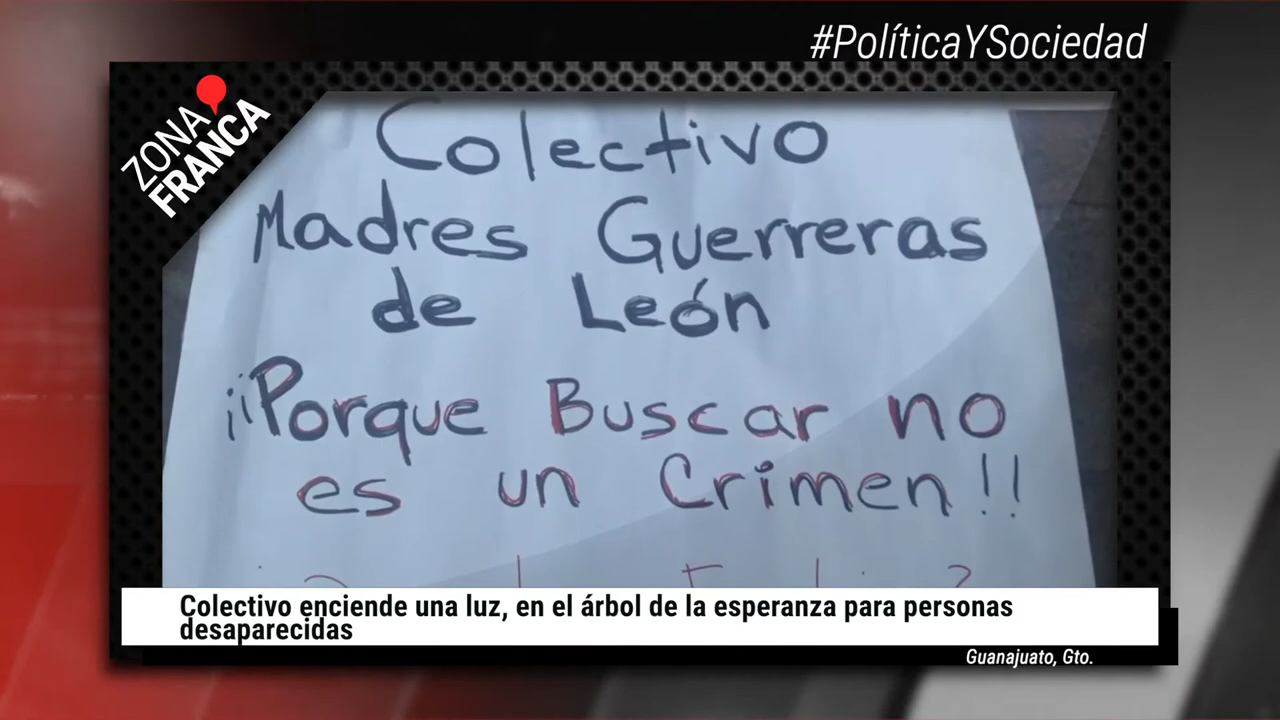 #PolíticaYSociedad
ZONA
FRANCA
Colectivo
Madres Guerreras
de León
¡¡Porque Buscar no
es un Crimen!!
Colectivo enciende una luz, en el árbol de la esperanza para personas
desaparecidas
Guanajuato, Gto.